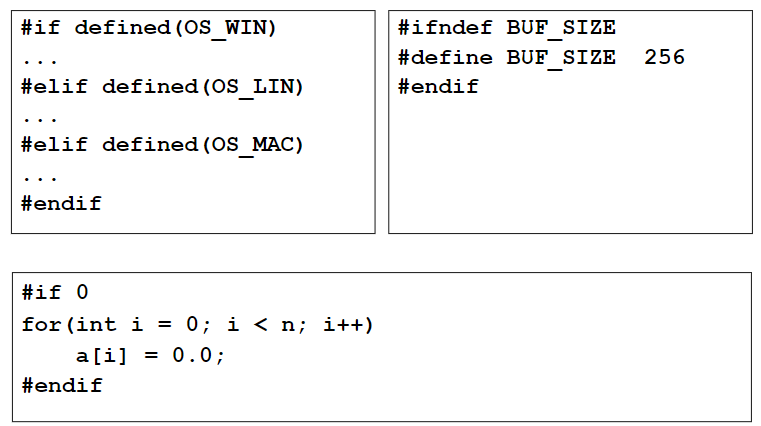 #if defined(OS_WIN)
...
#elif defined(OS_LIN)
...
#elif defined(OS_MAC)
...
#endif
#ifndef BUF_SIZE
#define BUF_SIZE  256
#endif
#if 0
for(int i = 0; i < n; i++)
    a[i] = 0.0;
#endif